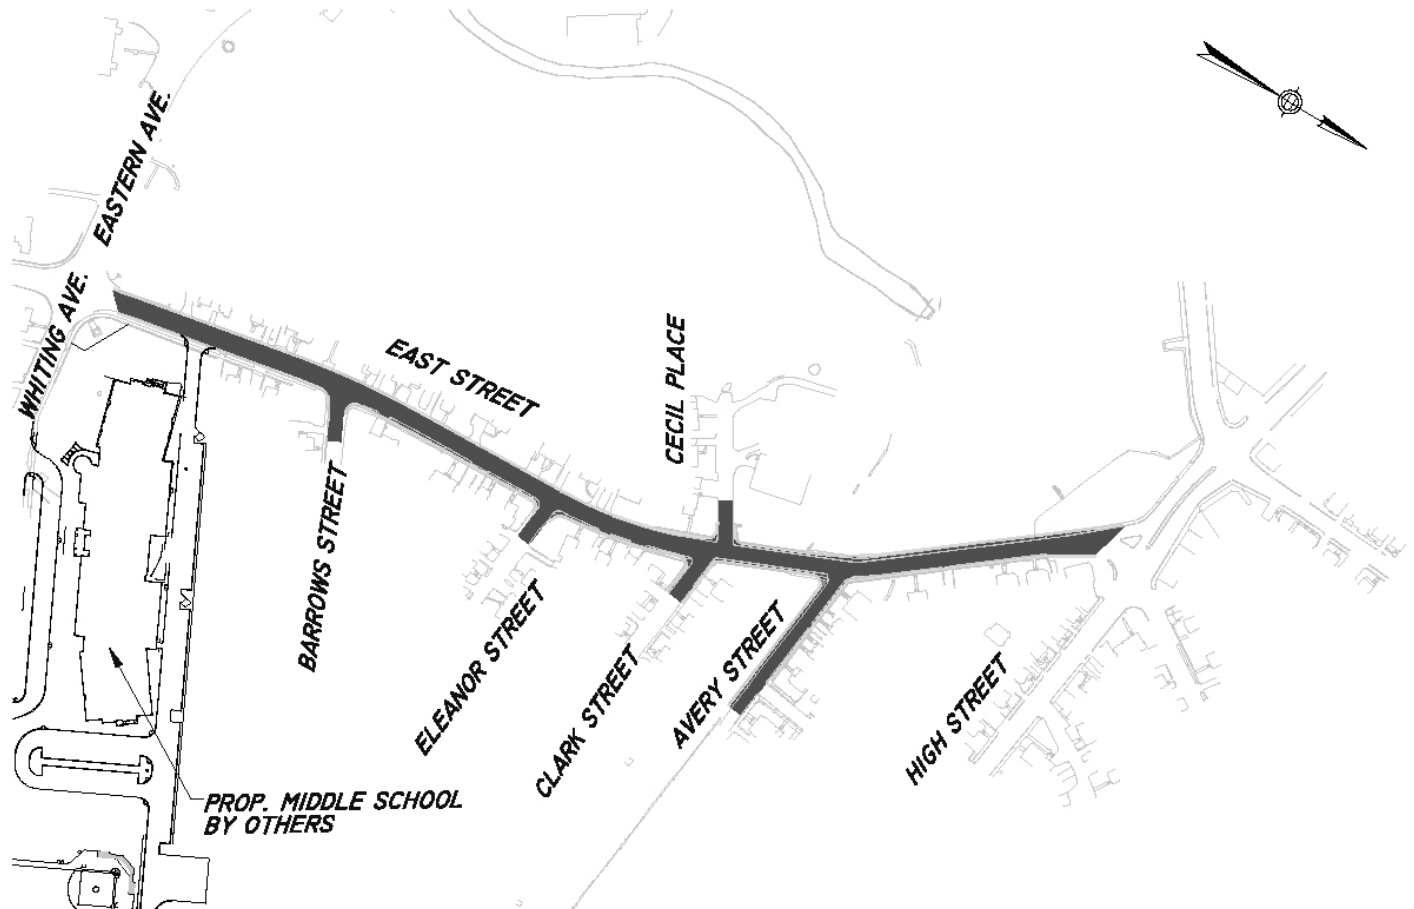 EASTERN AVE.
WHITING AVE.
EAST STREET
CECIL PLACE
BARROWS STREET
ELEANOR STREET
CLARK STREET
AVERY STREET
HIGH STREET
PROP. MIDDLE SCHOOL
BY OTHERS